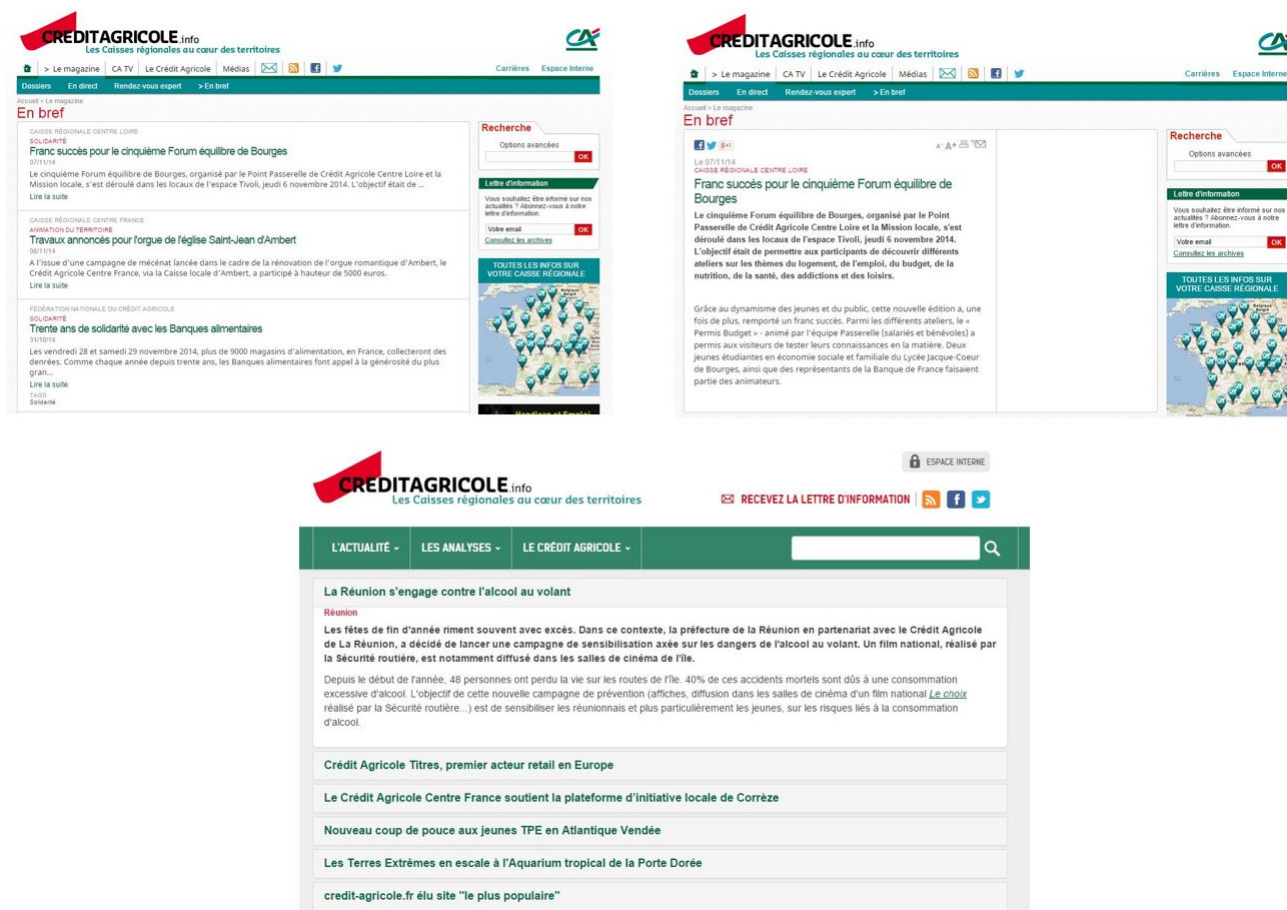 CREDITAGRICOLE.info
Les Caisses régionales au cœur des territoires
> Le magazine CA TV Le Crédit Agricole Médias
Carrières Espace Interne
Dossiers En direct Rendez-vous expert > En bref
Accueil > Le magazine
En bref
CAISSE RÉGIONALE CENTRE LOIRE
SOLIDARITÉ
Franc succès pour le cinquième Forum équilibre de Bourges
07/11/14
Le cinquième Forum équilibre de Bourges, organisé par le Point Passerelle de Crédit Agricole Centre Loire et la
Mission locale, s'est déroulé dans les locaux de l'espace Tivoli, jeudi 6 novembre 2014. L'objectif était de ...
Lire la suite
CAISSE RÉGIONALE CENTRE FRANCE
ANIMATION DU TERRITOIRE
Travaux annoncés pour l'orgue de l'église Saint-Jean d'Ambert
06/11/14
A l'issue d'une campagne de mécénat lancée dans le cadre de la rénovation de l'orgue romantique d'Ambert, le
Crédit Agricole Centre France, via la Caisse locale d'Ambert, a participé à hauteur de 5000 euros.
Lire la suite
FÉDÉRATION NATIONALE DU CRÉDIT AGRICOLE
SOLIDARITÉ
Trente ans de solidarité avec les Banques alimentaires
31/10/14
Les vendredi 28 et samedi 29 novembre 2014, plus de 9000 magasins d'alimentation, en France, collecteront des
denrées. Comme chaque année depuis trente ans, les Banques alimentaires font appel à la générosité du plus
gran...
Lire la suite
TAGS
Solidarité
Recherche
Options avancées
OK
Lettre d'information
Vous souhaitez être informé sur nos
actualités ? Abonnez-vous à notre
lettre d'information.
Votre email OK
Consultez les archives
TOUTES LES INFOS SUR
VOTRE CAISSE RÉGIONALE
Handicap et Emploi
CREDITAGRICOLE.info
Les Caisses régionales au cœur des territoires
> Le magazine CA TV Le Crédit Agricole Médias
Carrières Espace Interne
Dossiers En direct Rendez-vous expert > En bref
Accueil > Le magazine
En bref
A- A+
Le 07/11/14
CAISSE RÉGIONALE CENTRE LOIRE
Franc succès pour le cinquième Forum équilibre de
Bourges
Le cinquième Forum équilibre de Bourges, organisé par le Point
Passerelle de Crédit Agricole Centre Loire et la Mission locale, s'est
déroulé dans les locaux de l'espace Tivoli, jeudi 6 novembre 2014.
L'objectif était de permettre aux participants de découvrir différents
ateliers sur les thèmes du logement, de l'emploi, du budget, de la
nutrition, de la santé, des addictions et des loisirs.
Grâce au dynamisme des jeunes et du public, cette nouvelle édition a, une
fois de plus, remporté un franc succès. Parmi les différents ateliers, le «
Permis Budget » - animé par l'équipe Passerelle (salariés et bénévoles) a
permis aux visiteurs de tester leurs connaissances en la matière. Deux
jeunes étudiantes en économie sociale et familiale du Lycée Jacque-Coeur
de Bourges, ainsi que des représentants de la Banque de France faisaient
partie des animateurs.
Recherche
Options avancées
OK
Lettre d'information
Vous souhaitez être informé sur nos
actualités ? Abonnez-vous à notre
lettre d'information.
Votre email OK
Consultez les archives
TOUTES LES INFOS SUR
VOTRE CAISSE RÉGIONALE
CREDITAGRICOLE.info
Les Caisses régionales au cœur des territoires
ESPACE INTERNE
RECEVEZ LA LETTRE D'INFORMATION
L'ACTUALITÉ LES ANALYSES LE CRÉDIT AGRICOLE
La Réunion s'engage contre l'alcool au volant
Réunion
Les fêtes de fin d'année riment souvent avec excès. Dans ce contexte, la préfecture de la Réunion en partenariat avec le Crédit Agricole
de La Réunion, a décidé de lancer une campagne de sensibilisation axée sur les dangers de l'alcool au volant. Un film national, réalisé par
la Sécurité routière, est notamment diffusé dans les salles de cinéma de l'île.
Depuis le début de l'année, 48 personnes ont perdu la vie sur les routes de l'île. 40% de ces accidents mortels sont dûs à une consommation
excessive d'alcool. L'objectif de cette nouvelle campagne de prévention (affiches, diffusion dans les salles de cinéma d'un film national Le choix
réalisé par la Sécurité routière...) est de sensibiliser les réunionnais et plus particulièrement les jeunes, sur les risques liés à la consommation
d'alcool.
Crédit Agricole Titres, premier acteur retail en Europe
Le Crédit Agricole Centre France soutient la plateforme d'initiative locale de Corrèze
Nouveau coup de pouce aux jeunes TPE en Atlantique Vendée
Les Terres Extrêmes en escale à l'Aquarium tropical de la Porte Dorée
credit-agricole.fr élu site "le plus populaire"